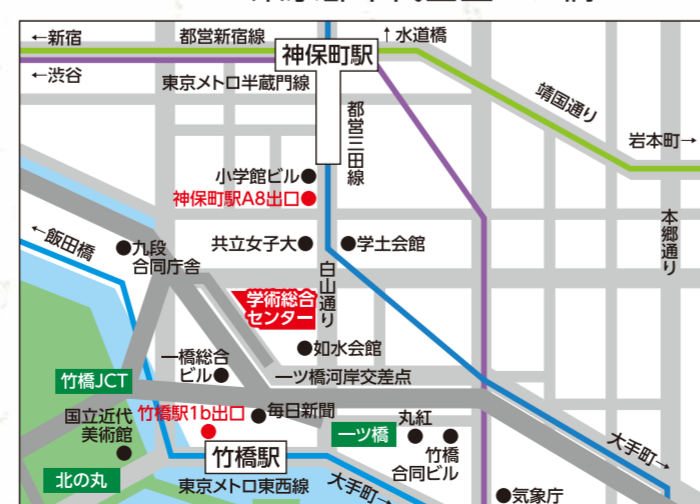 ←新宿
都営新宿線
↑水道橋
神保町駅
←渋谷
東京メトロ半蔵門線
靖国通り
都営三田線
岩本町→
小学館ビル
神保町駅A8出口
本郷通り
←飯田橋
九段
合同庁舎
共立女子大
学士会館
白山通り
学術総合
センター
如水会館
一橋総合
ビル
竹橋JCT
一ツ橋河岸交差点
国立近代
美術館
竹橋駅1b出口
毎日新聞
一ツ橋
丸紅
竹橋
合同ビル
大手町→
竹橋駅
北の丸
東京メトロ東西線
大手町→
気象庁